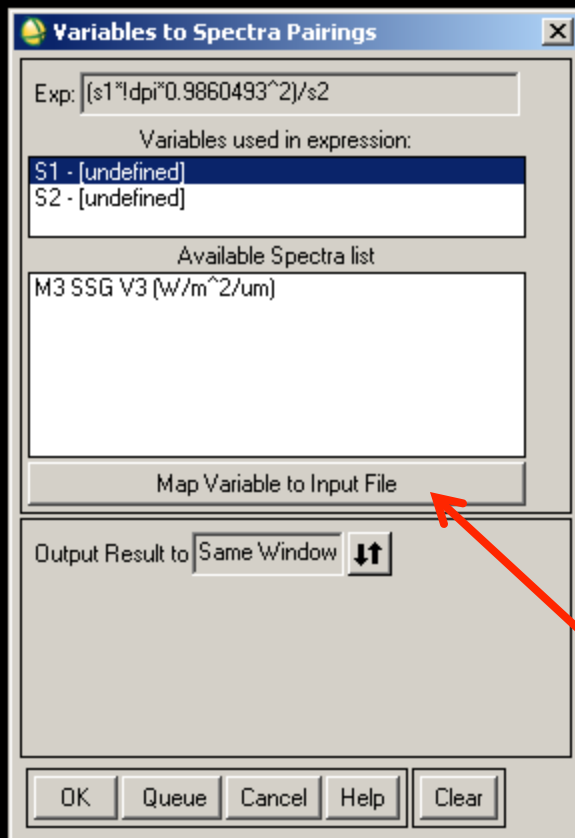 Variables to Spectra Pairings
Exp: (s1*!dpi*0.9860493^2)/s2
Variables used in expression:
S1 - [undefined]
S2 - [undefined]
Available Spectra list
M3 SSG V3 (W/m^2/um)
Map Variable to Input File
Output Result to Same Window
OK Queue Cancel Help Clear